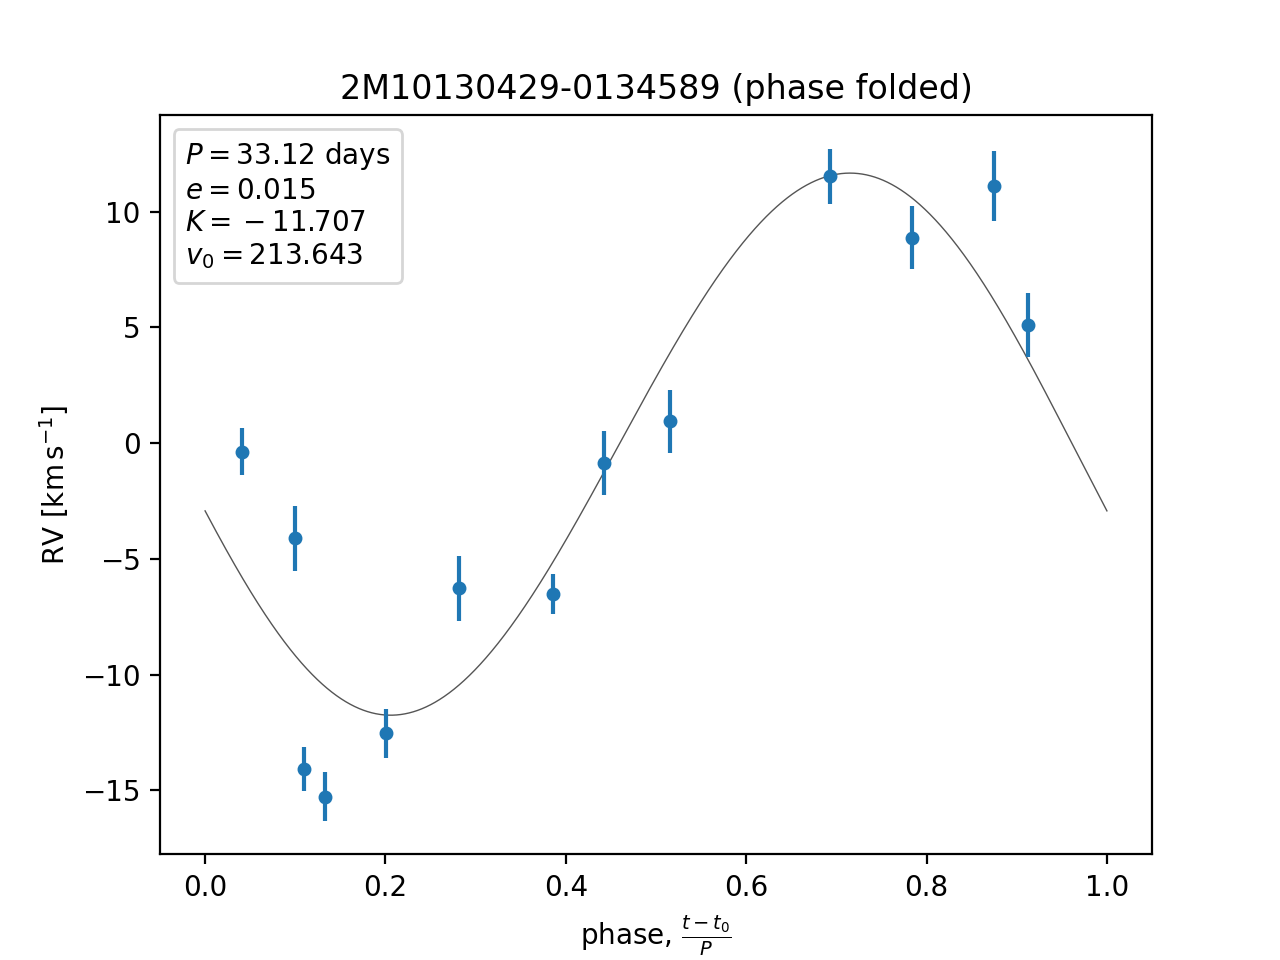 2M10130429-0134589 (phase folded)
P = 33.12 days
e = 0.015
K = −11.707
v₀ = 213.643
10
5
0
−5
−10
−15
RV [km s⁻¹]
0.0 0.2 0.4 0.6 0.8 1.0
phase, (t − t₀)/P